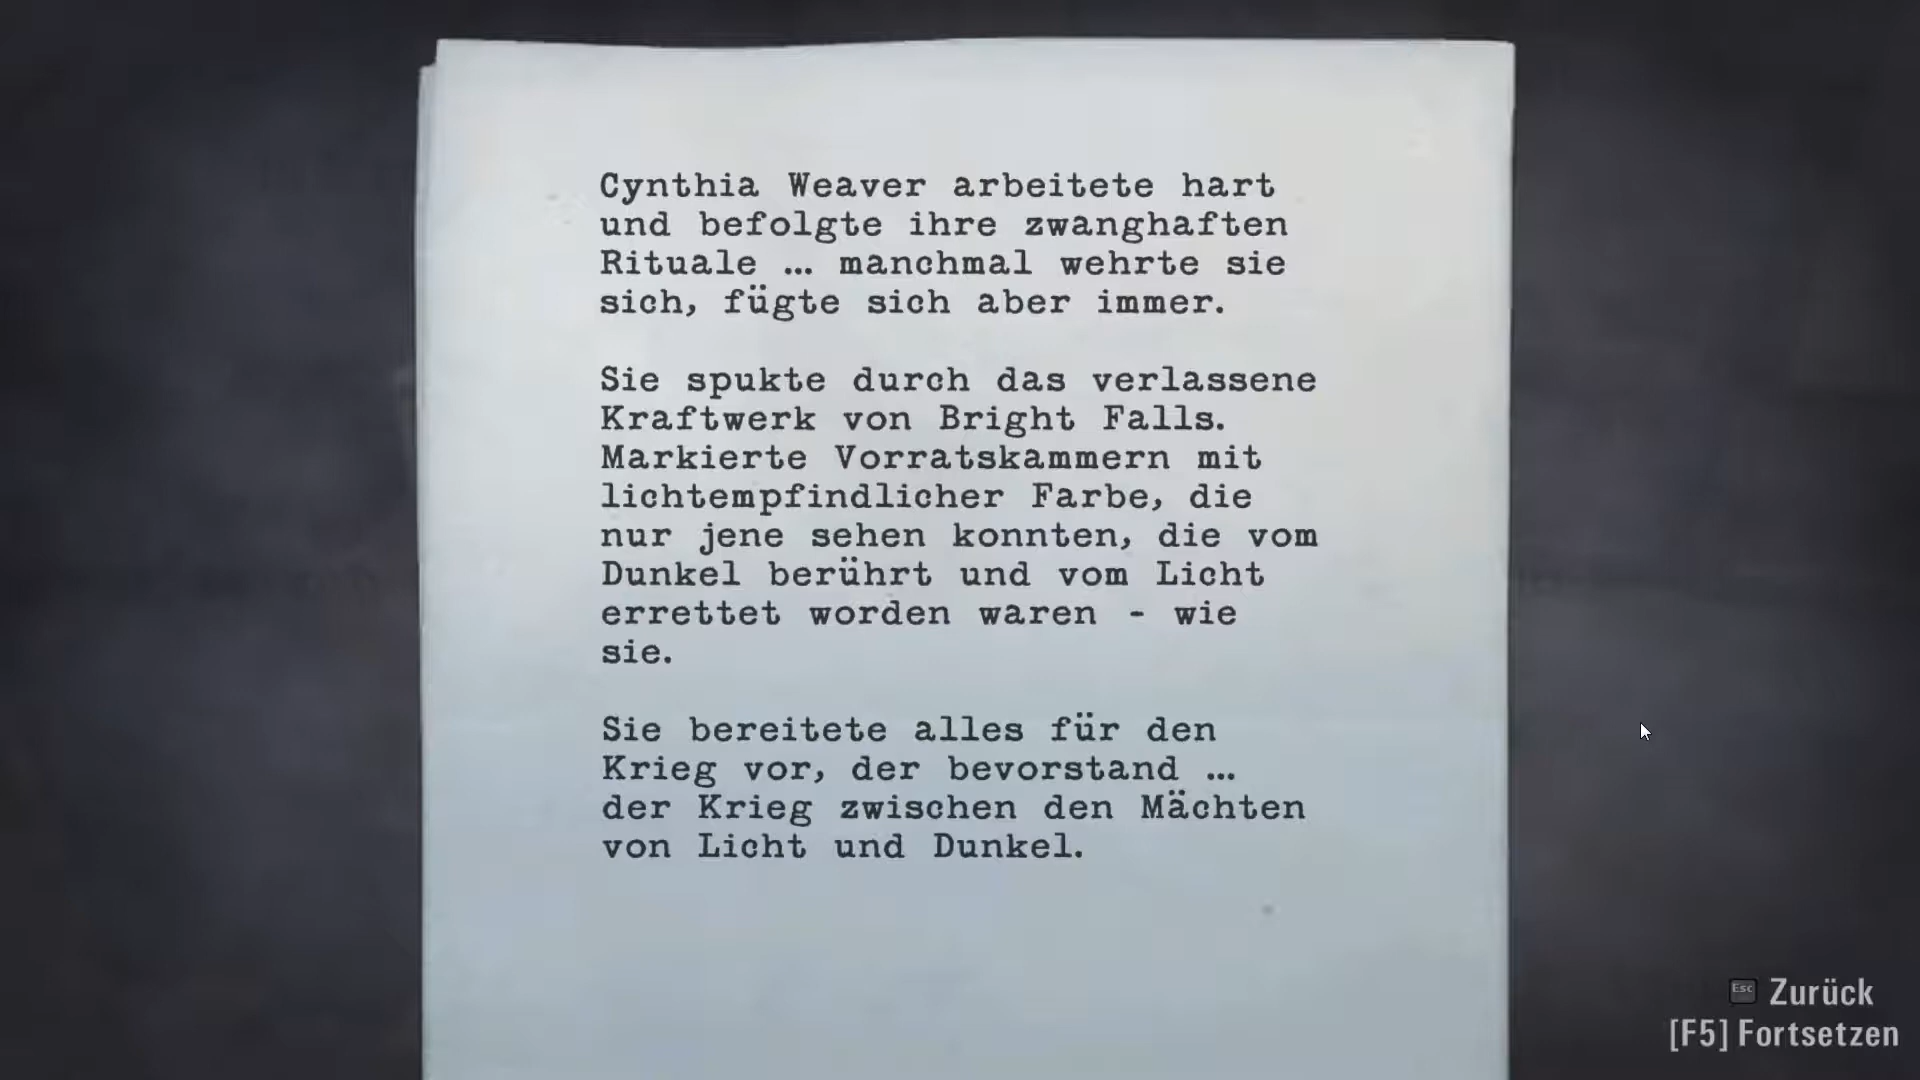 Cynthia Weaver arbeitete hart
und befolgte ihre zwanghaften
Rituale … manchmal wehrte sie
sich, fügte sich aber immer.
Sie spukte durch das verlassene
Kraftwerk von Bright Falls.
Markierte Vorratskammern mit
lichtempfindlicher Farbe, die
nur jene sehen konnten, die vom
Dunkel berührt und vom Licht
errettet worden waren - wie
sie.
Sie bereitete alles für den
Krieg vor, der bevorstand …
der Krieg zwischen den Mächten
von Licht und Dunkel.
Esc Zurück
[F5] Fortsetzen